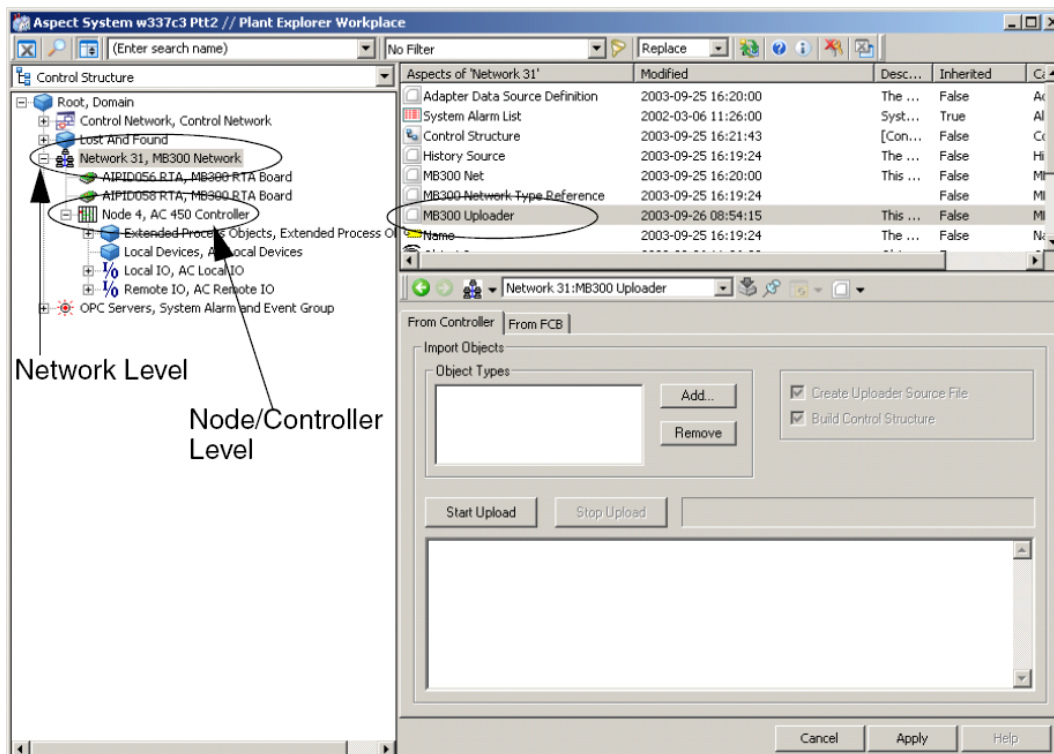 Aspect System w337c3 Ptt2 // Plant Explorer Workplace
(Enter search name)
No Filter
Replace
Control Structure
Root, Domain
Control Network, Control Network
Lost And Found
Network 31, MB300 Network
AIPID056 RTA, MB300 RTA Board
AIPID058 RTA, MB300 RTA Board
Node 4, AC 450 Controller
Extended Process Objects, Extended Process O
Local Devices, A Local Devices
I/O Local IO, AC Local IO
I/O Remote IO, AC Remote IO
OPC Servers, System Alarm and Event Group
Network Level
Node/Controller
Level
Aspects of 'Network 31' Modified Desc... Inherited
Adapter Data Source Definition 2003-09-25 16:20:00 The ... False
System Alarm List 2002-03-06 11:26:00 Syst... True Al
Control Structure 2003-09-25 16:21:43 [Con... False
History Source 2003-09-25 16:19:24 The ... False Hi
MB300 Net 2003-09-25 16:20:00 This ... False
MB300 Network Type Reference 2003-09-25 16:19:24 False
MB300 Uploader 2003-09-26 08:54:15 This ... False
Name 2003-09-25 16:19:24 The ... False
Network 31:MB300 Uploader
From Controller
From FCB
Import Objects
Object Types
Add...
Remove
Create Uploader Source File
Build Control Structure
Start Upload
Stop Upload
Cancel
Apply
Help